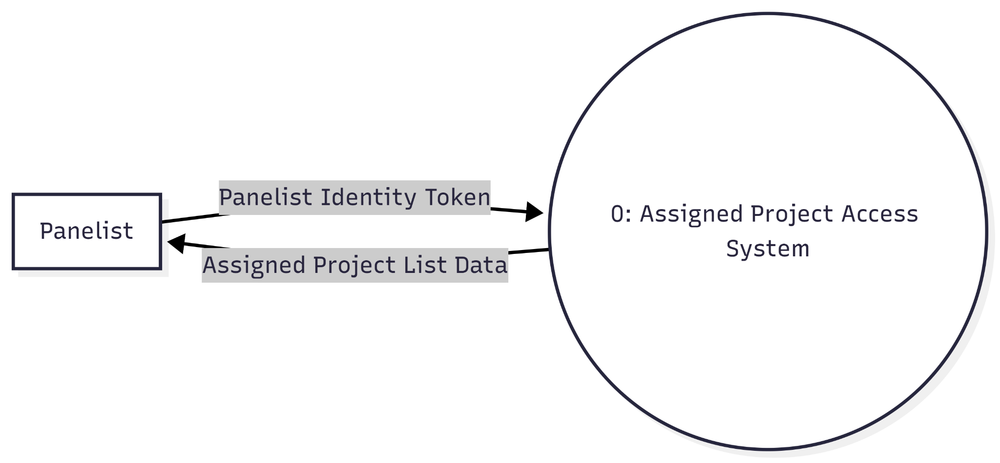 Panelist Identity Token
Panelist
Assigned Project List Data
0: Assigned Project Access
System